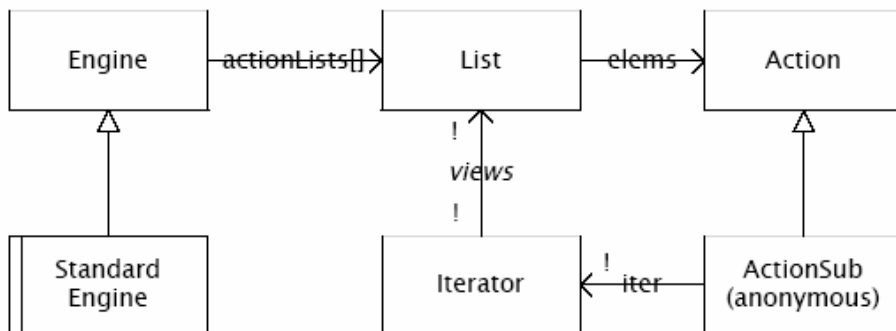 Engine
actionLists[]
List
elems
Action
!
views
!
Standard
Engine
Iterator
!
iter
ActionSub
(anonymous)